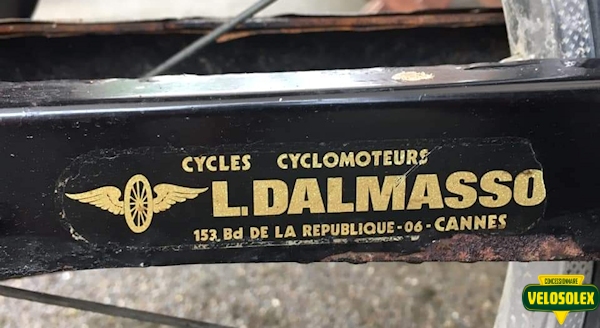 CYCLES CYCLOMOTEURS
L.DALMASSO
153, Bd DE LA REPUBLIQUE-06-CANNES
CONCESSIONNAIRE
VELOSOLEX